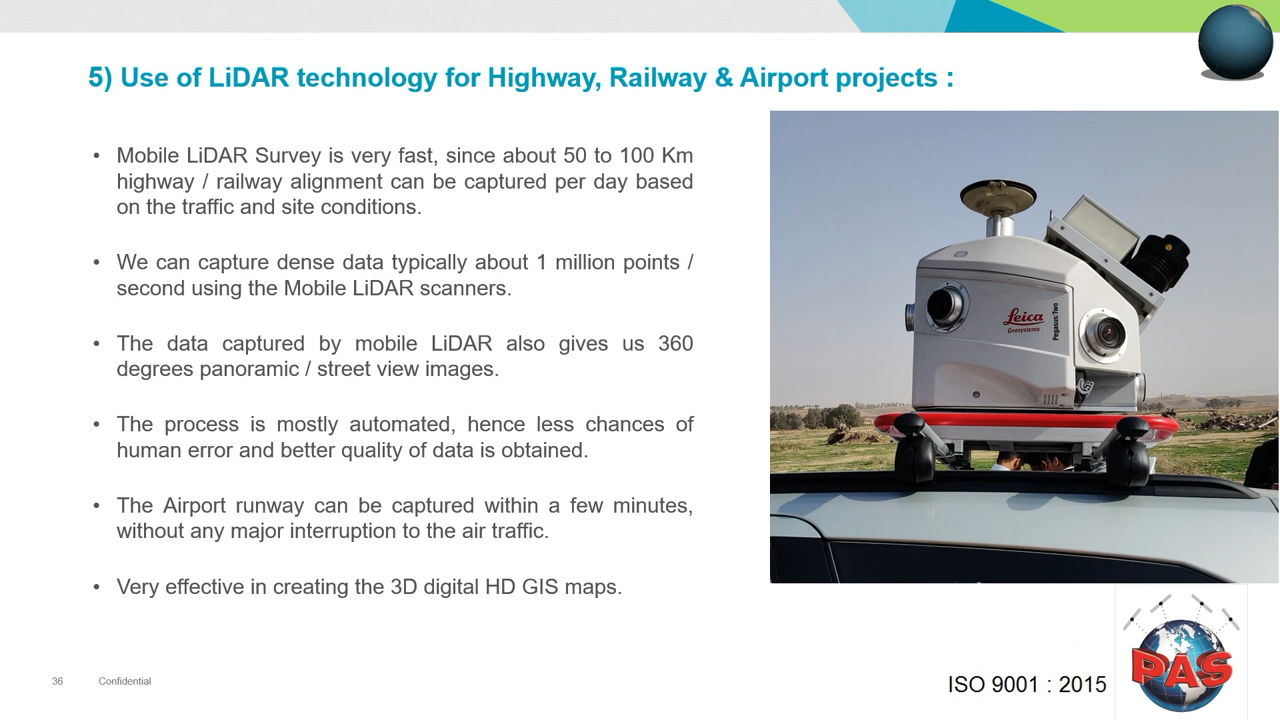 5) Use of LiDAR technology for Highway, Railway & Airport projects :
• Mobile LiDAR Survey is very fast, since about 50 to 100 Km
highway / railway alignment can be captured per day based
on the traffic and site conditions.
• We can capture dense data typically about 1 million points /
second using the Mobile LiDAR scanners.
• The data captured by mobile LiDAR also gives us 360
degrees panoramic / street view images.
• The process is mostly automated, hence less chances of
human error and better quality of data is obtained.
• The Airport runway can be captured within a few minutes,
without any major interruption to the air traffic.
• Very effective in creating the 3D digital HD GIS maps.
Leica
Geosystems
Pegasus:Two
36 Confidential
ISO 9001 : 2015
PAS